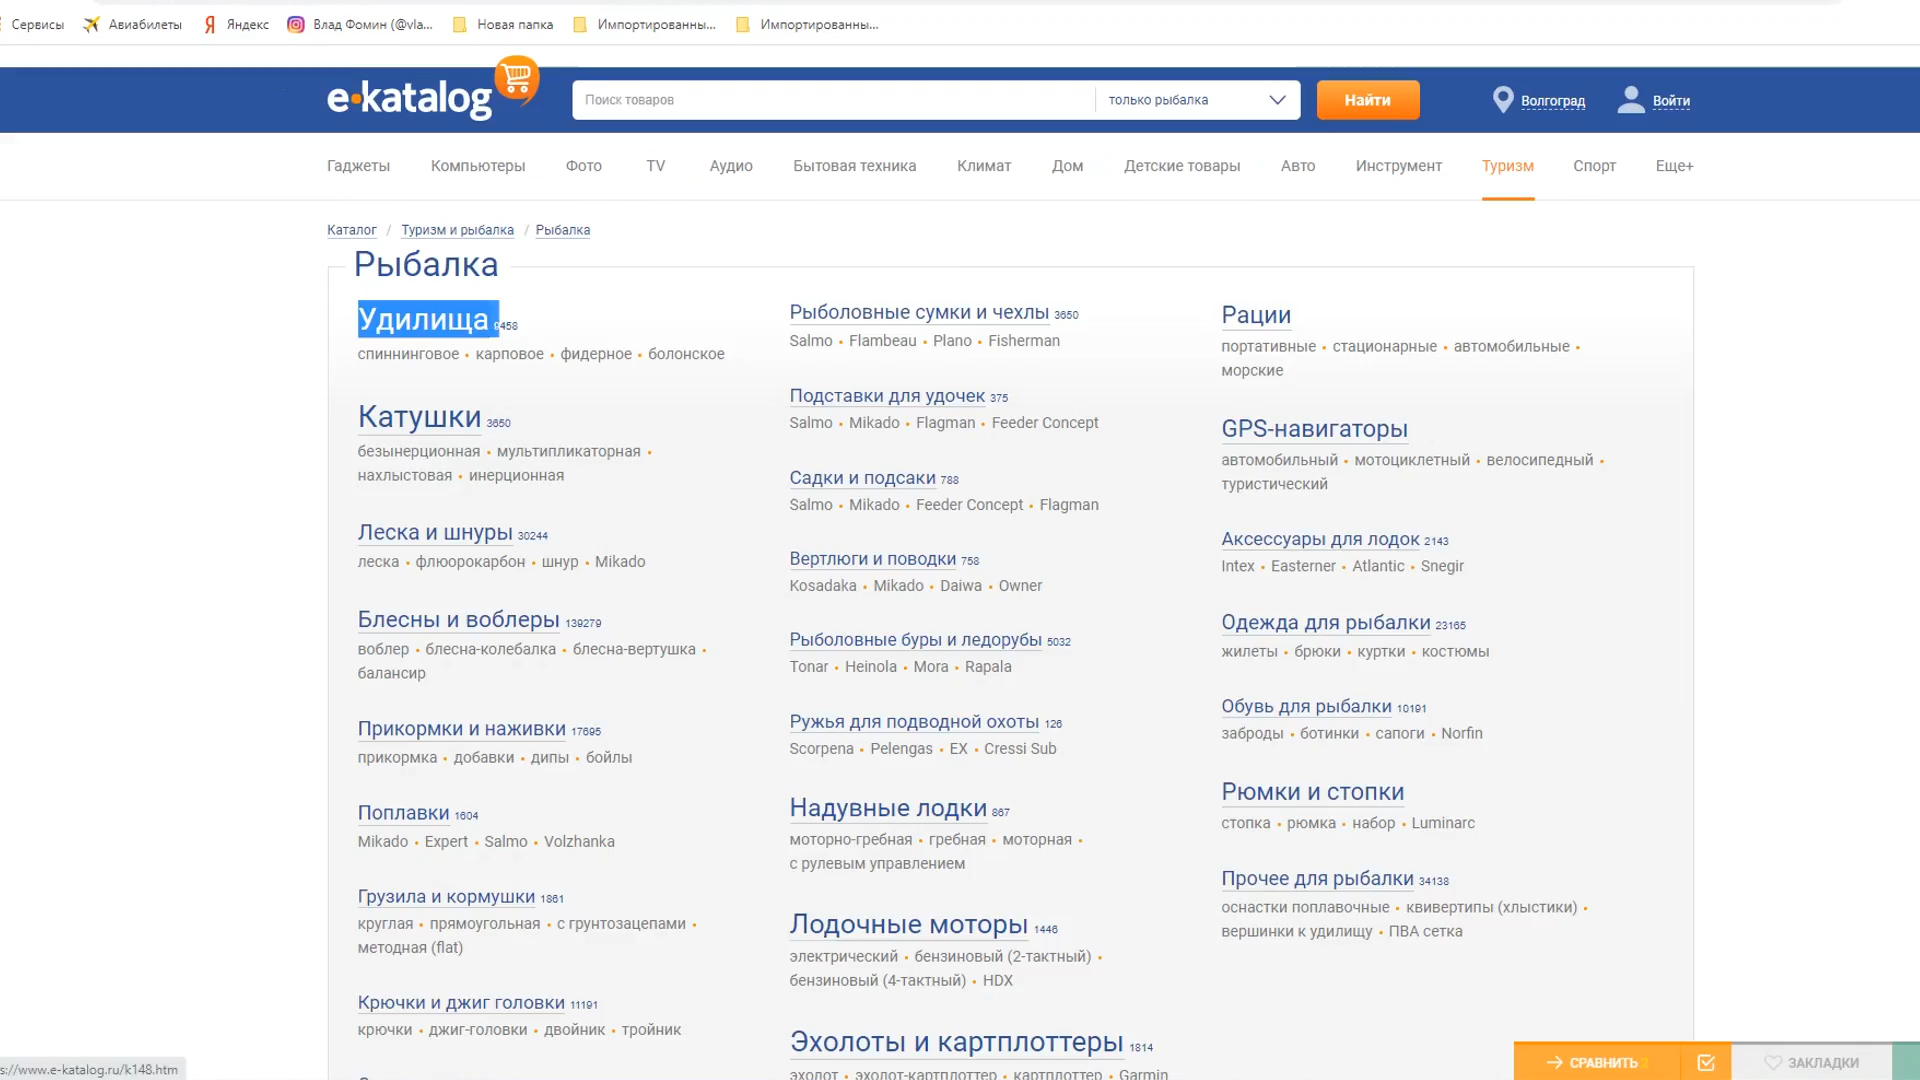 Сервисы Авиабилеты Яндекс Влад Фомин (@vla... Новая папка Импортированны... Импортированны...
e·katalog
Поиск товаров
только рыбалка
Найти
Волгоград
Войти
Гаджеты Компьютеры Фото TV Аудио Бытовая техника Климат Дом Детские товары Авто Инструмент Туризм Спорт Еще+
Каталог / Туризм и рыбалка / Рыбалка
Рыбалка
Удилища 9458
спиннинговое • карповое • фидерное • болонское
Катушки 3650
безынерционная • мультипликаторная •
нахлыстовая • инерционная
Леска и шнуры 30244
леска • флюорокарбон • шнур • Mikado
Блесны и воблеры 139279
воблер • блесна-колебалка • блесна-вертушка •
балансир
Прикормки и наживки 17695
прикормка • добавки • дипы • бойлы
Поплавки 1604
Mikado • Expert • Salmo • Volzhanka
Грузила и кормушки 1861
круглая • прямоугольная • с грунтозацепами •
методная (flat)
Крючки и джиг головки 11191
крючки • джиг-головки • двойник • тройник
Рыболовные сумки и чехлы 3650
Salmo • Flambeau • Plano • Fisherman
Подставки для удочек 375
Salmo • Mikado • Flagman • Feeder Concept
Садки и подсаки 788
Salmo • Mikado • Feeder Concept • Flagman
Вертлюги и поводки 758
Kosadaka • Mikado • Daiwa • Owner
Рыболовные буры и ледорубы 5032
Tonar • Heinola • Mora • Rapala
Ружья для подводной охоты 126
Scorpena • Pelengas • EX • Cressi Sub
Надувные лодки 867
моторно-гребная • гребная • моторная •
с рулевым управлением
Лодочные моторы 1446
электрический • бензиновый (2-тактный) •
бензиновый (4-тактный) • HDX
Эхолоты и картплоттеры 1814
эхолот • эхолот-картплоттер • картплоттер • Garmin
Рации
портативные • стационарные • автомобильные •
морские
GPS-навигаторы
автомобильный • мотоциклетный • велосипедный •
туристический
Аксессуары для лодок 2143
Intex • Easterner • Atlantic • Snegir
Одежда для рыбалки 23165
жилеты • брюки • куртки • костюмы
Обувь для рыбалки 10191
заброды • ботинки • сапоги • Norfin
Рюмки и стопки
стопка • рюмка • набор • Luminarc
Прочее для рыбалки 34138
оснастки поплавочные • квивертипы (хлыстики) •
вершинки к удилищу • ПВА сетка
s://www.e-katalog.ru/k148.htm
СРАВНИТЬ 2
ЗАКЛАДКИ